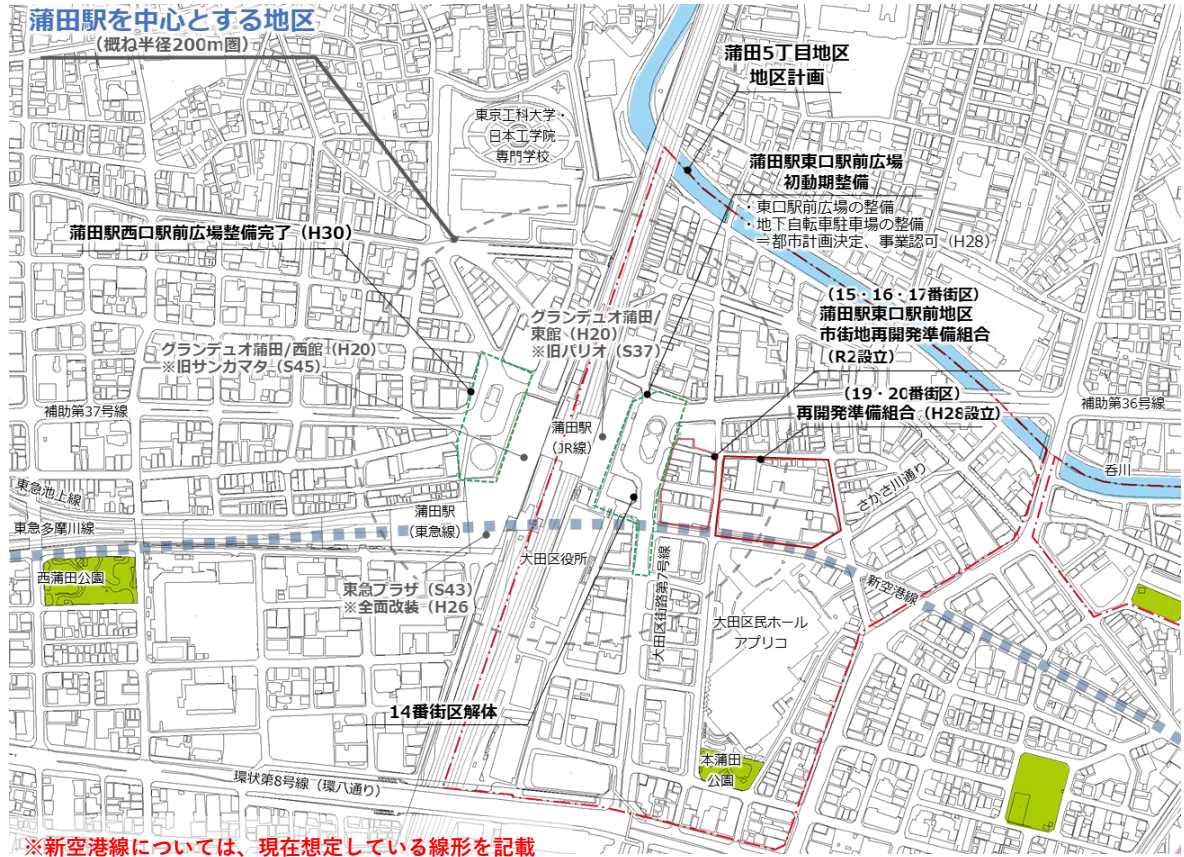 蒲田駅を中心とする地区
（概ね半径200m圏）
蒲田5丁目地区
地区計画
東京工科大学・
日本工学院
専門学校
蒲田駅東口駅前広場
初動期整備
・東口駅前広場の整備
・地下自転車駐車場の整備
⇒都市計画決定、事業認可（H28）
蒲田駅西口駅前広場整備完了（H30）
（15・16・17番街区）
蒲田駅東口駅前地区
市街地再開発準備組合
（R2設立）
グランデュオ蒲田/
東館（H20）
※旧パリオ（S37）
グランデュオ蒲田/西館（H20）
※旧サンカマタ（S45）
（19・20番街区）
再開発準備組合（H28設立）
補助第37号線
補助第36号線
蒲田駅
（JR線）
呑川
さかさ川通り
東急池上線
東急多摩川線
蒲田駅
（東急線）
大田区役所
西蒲田公園
東急プラザ（S43）
※全面改装（H26
大田区街路第7号線
新空港線
大田区民ホール
アプリコ
14番街区解体
本蒲田
公園
環状第8号線（環八通り）
※新空港線については、現在想定している線形を記載